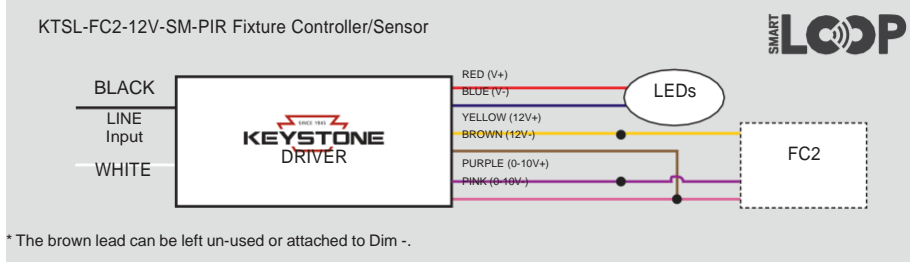 KTSL-FC2-12V-SM-PIR Fixture Controller/Sensor
SMART
LOOP
BLACK
LINE
Input
WHITE
SINCE 1945
KEYSTONE
DRIVER
RED (V+)
BLUE (V-)
YELLOW (12V+)
BROWN (12V-)
PURPLE (0-10V+)
PINK (0-10V-)
LEDs
FC2
* The brown lead can be left un-used or attached to Dim -.